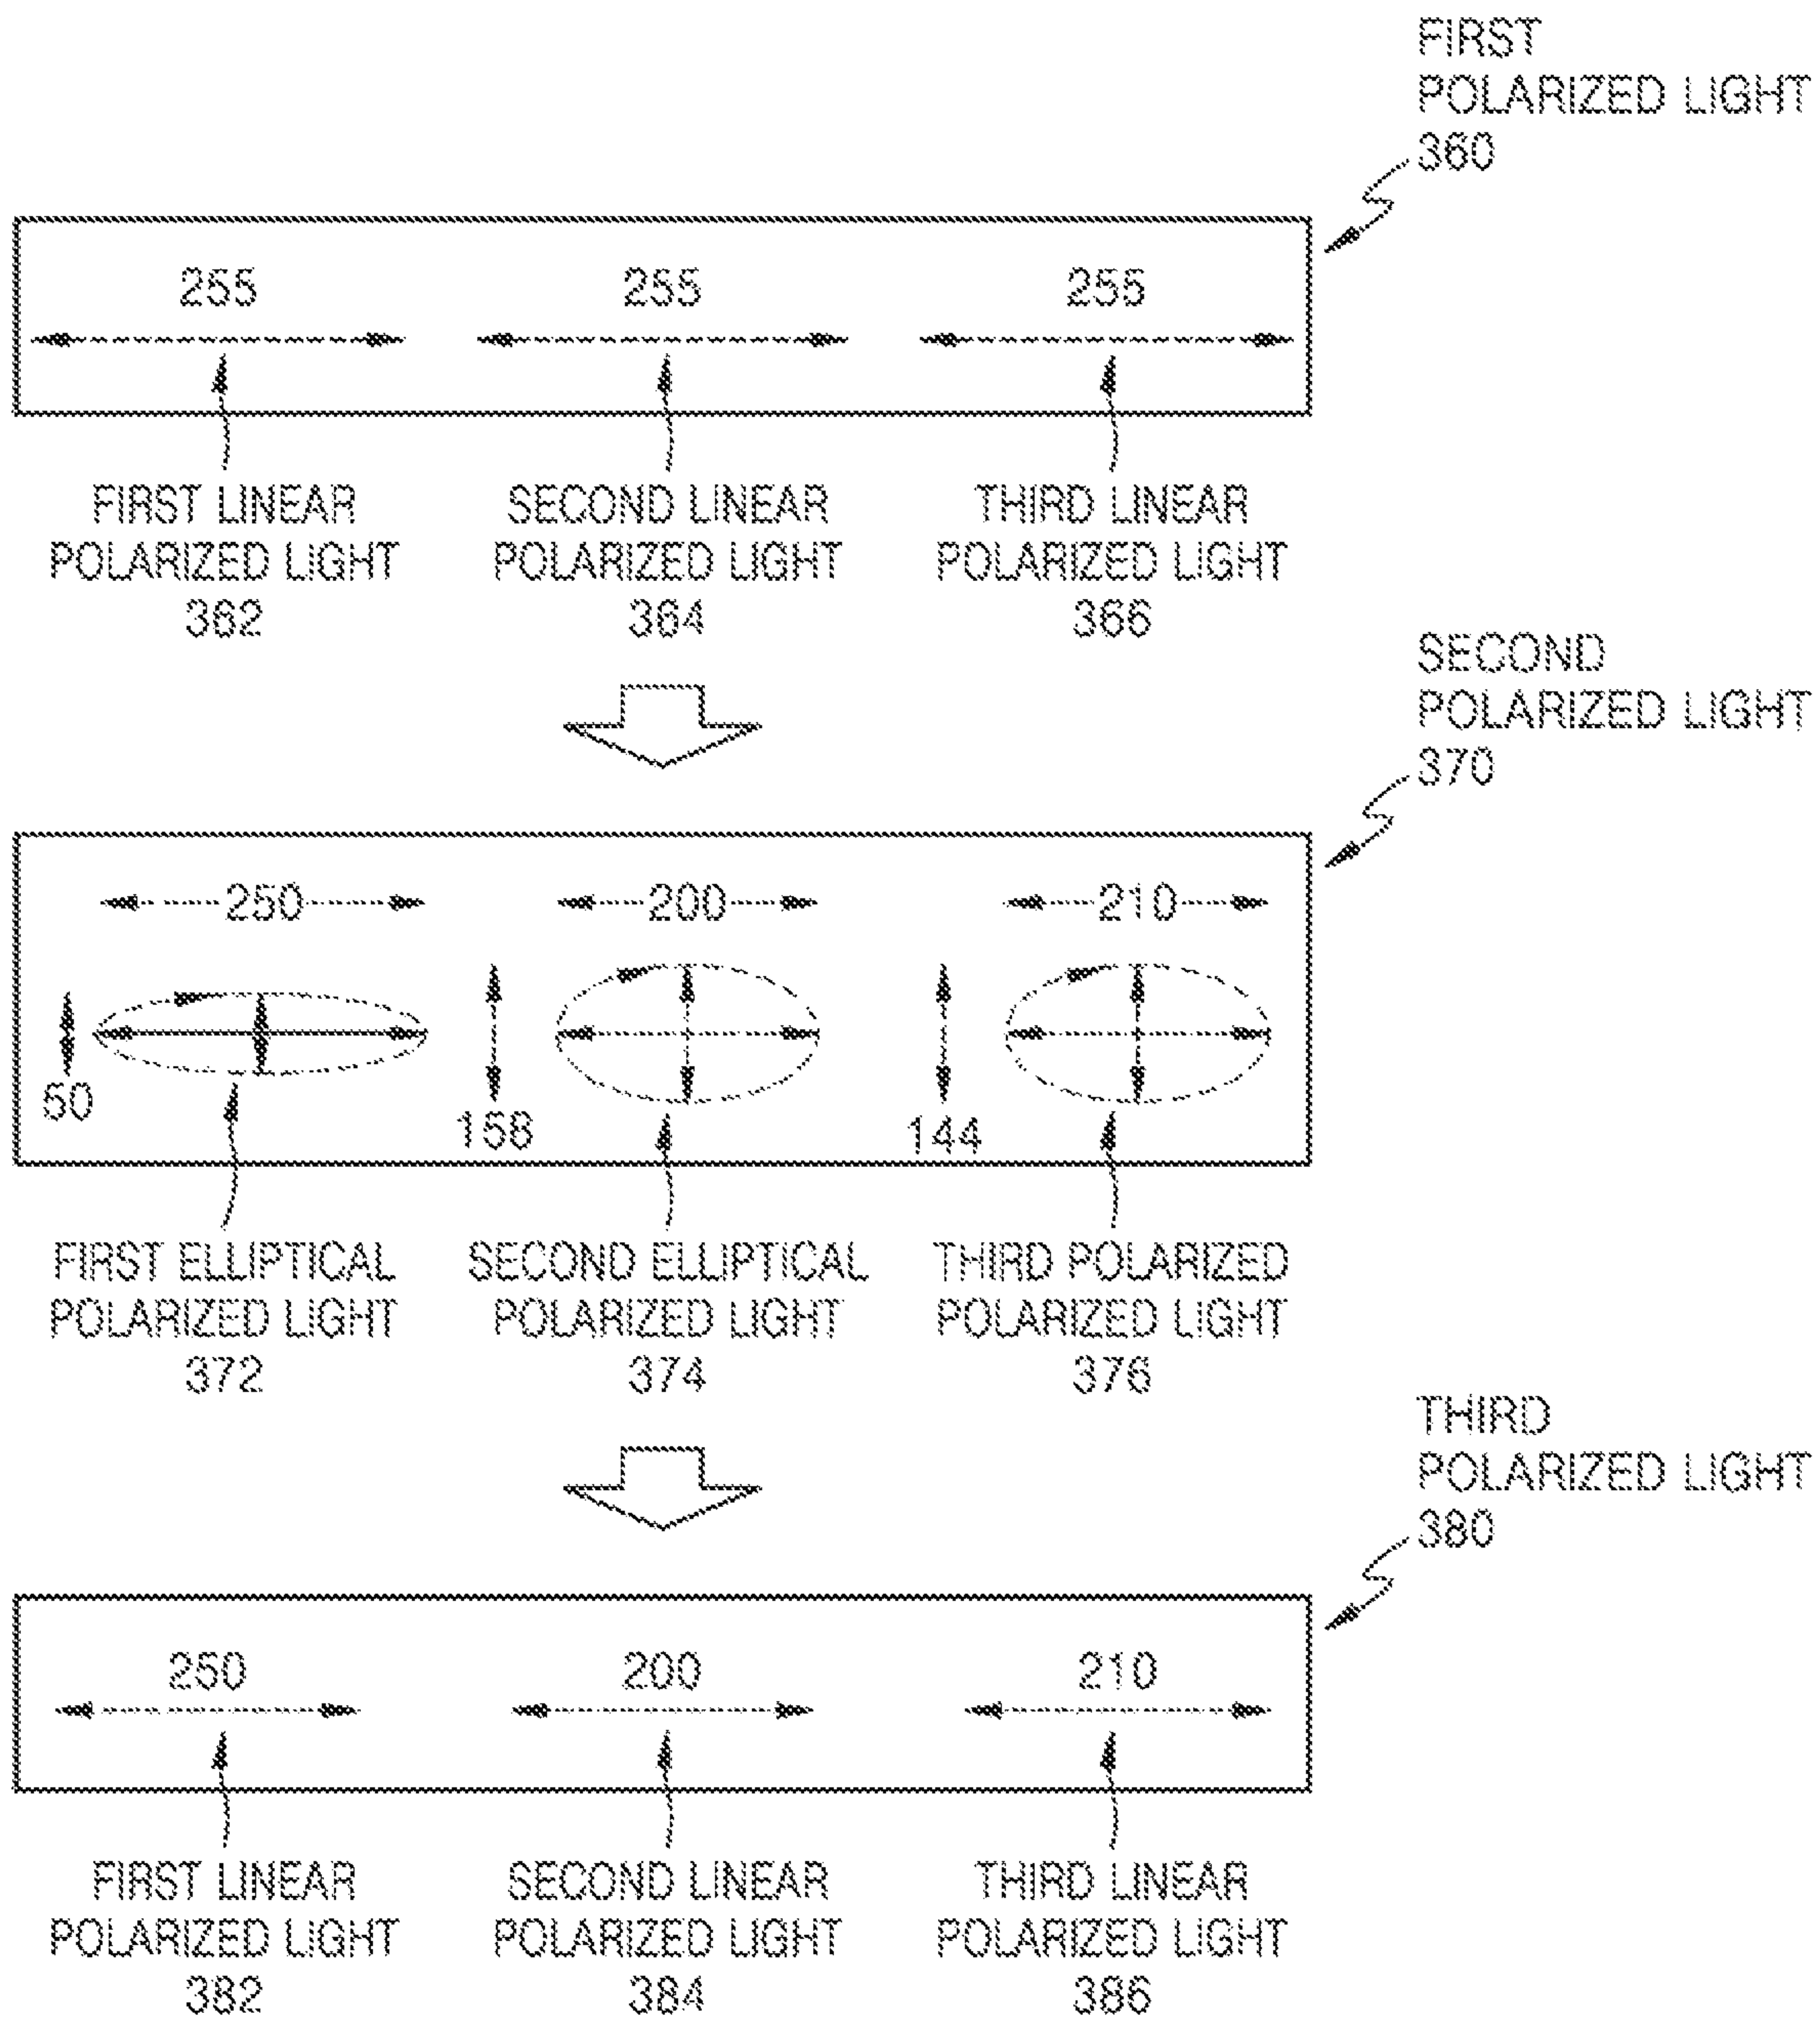 FIRST
POLARIZED LIGHT
360
255 255 255
FIRST LINEAR SECOND LINEAR THIRD LINEAR
POLARIZED LIGHT POLARIZED LIGHT POLARIZED LIGHT
362 364 366
SECOND
POLARIZED LIGHT
370
250 200 210
50 158 144
FIRST ELLIPTICAL SECOND ELLIPTICAL THIRD POLARIZED
POLARIZED LIGHT POLARIZED LIGHT POLARIZED LIGHT
372 374 376
THIRD
POLARIZED LIGHT
380
250 200 210
FIRST LINEAR SECOND LINEAR THIRD LINEAR
POLARIZED LIGHT POLARIZED LIGHT POLARIZED LIGHT
382 384 386